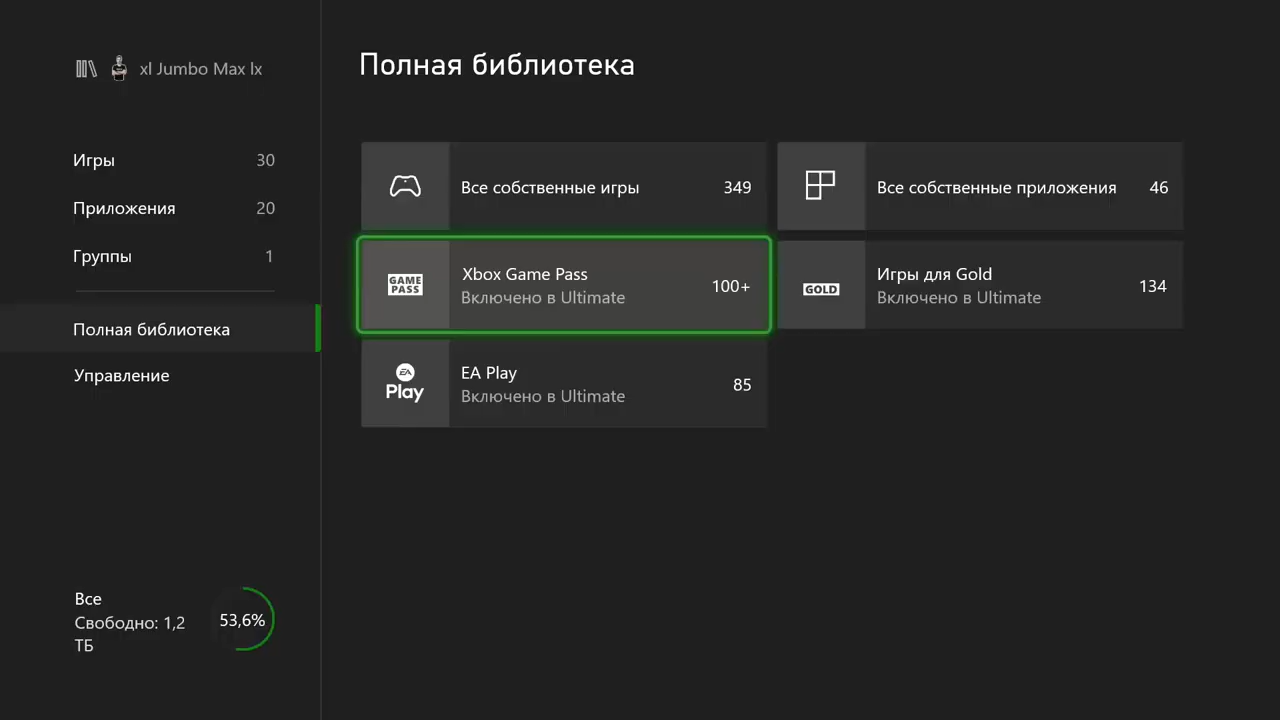 xl Jumbo Max lx
Игры 30
Приложения 20
Группы 1
Полная библиотека
Управление
Все
Свободно: 1,2
ТБ
53,6%
Полная библиотека
Все собственные игры 349
Все собственные приложения 46
GAME
PASS
Xbox Game Pass
Включено в Ultimate
100+
GOLD
Игры для Gold
Включено в Ultimate
134
EA
Play
EA Play
Включено в Ultimate
85